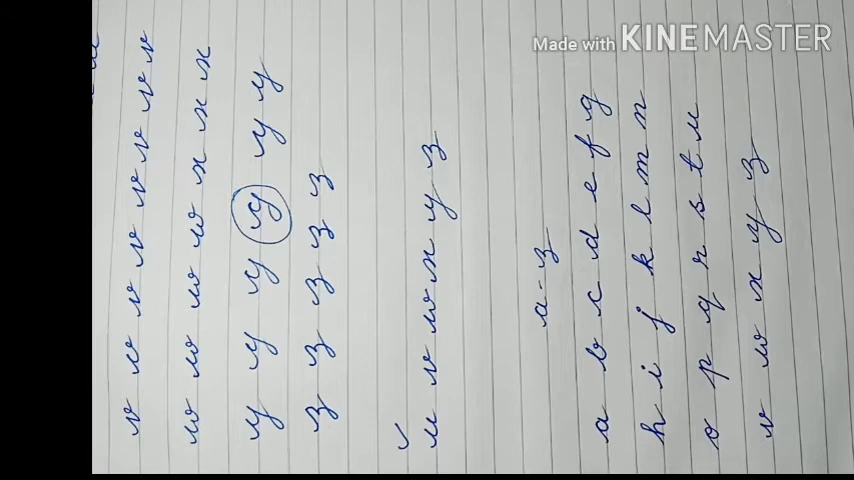 v v v v v v v v
w w w w x x x
y y y y y y
z z z z z
u v w x y z
a-z
a b c d e f g
h i j k l m n
o p q r s t u
v w x y z
Made with KINEMASTER